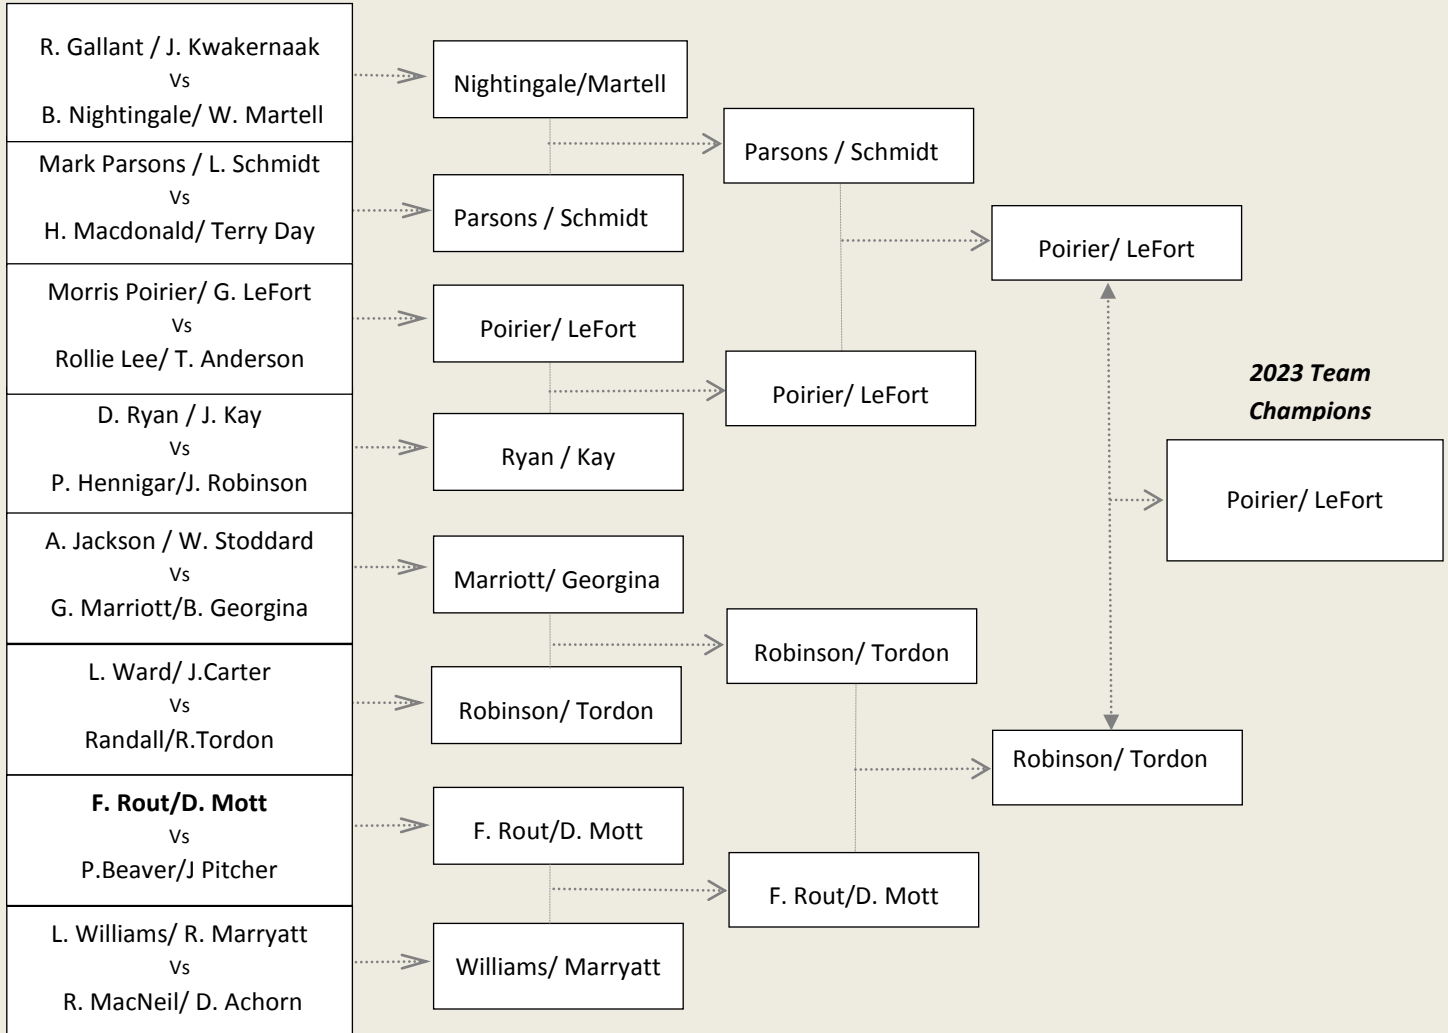 R. Gallant / J. Kwakernaak
Vs
B. Nightingale/ W. Martell
Mark Parsons / L. Schmidt
Vs
H. Macdonald/ Terry Day
Morris Poirier/ G. LeFort
Vs
Rollie Lee/ T. Anderson
D. Ryan / J. Kay
Vs
P. Hennigar/J. Robinson
A. Jackson / W. Stoddard
Vs
G. Marriott/B. Georgina
L. Ward/ J.Carter
Vs
Randall/R.Tordon
F. Rout/D. Mott
Vs
P.Beaver/J Pitcher
L. Williams/ R. Marryatt
Vs
R. MacNeil/ D. Achorn
Nightingale/Martell
Parsons / Schmidt
Poirier/ LeFort
Ryan / Kay
Marriott/ Georgina
Robinson/ Tordon
F. Rout/D. Mott
Williams/ Marryatt
Parsons / Schmidt
Poirier/ LeFort
Robinson/ Tordon
F. Rout/D. Mott
Poirier/ LeFort
Robinson/ Tordon
2023 Team
Champions
Poirier/ LeFort